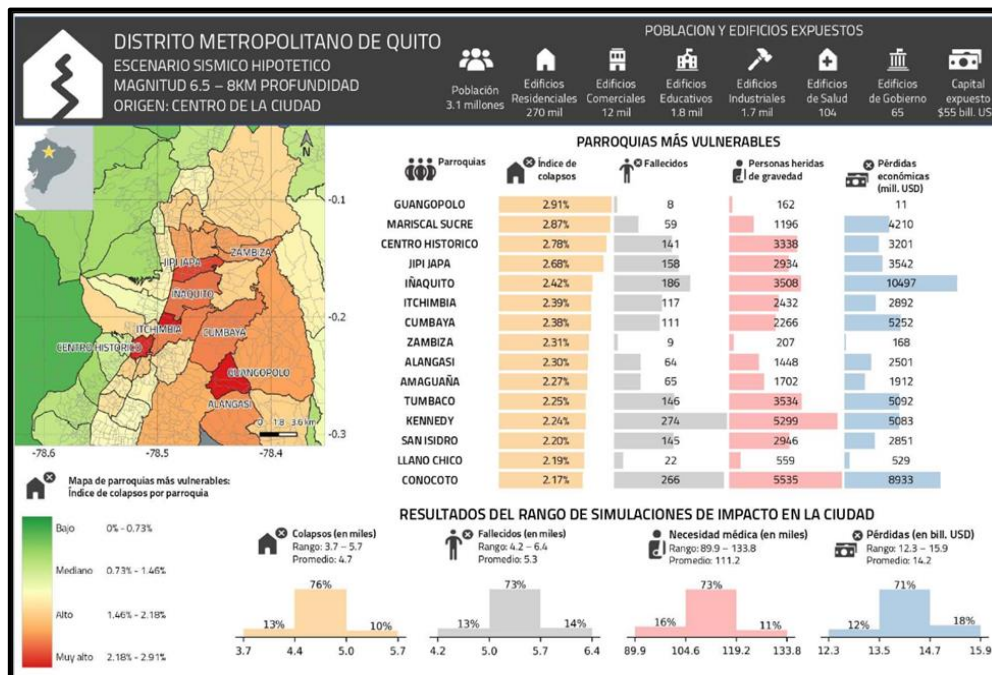 DISTRITO METROPOLITANO DE QUITO
ESCENARIO SISMICO HIPOTETICO
MAGNITUD 6.5 – 8KM PROFUNDIDAD
ORIGEN: CENTRO DE LA CIUDAD
POBLACION Y EDIFICIOS EXPUESTOS
Población
3.1 millones
Edificios
Residenciales
270 mil
Edificios
Comerciales
12 mil
Edificios
Educativos
1.8 mil
Edificios
Industriales
1.7 mil
Edificios
de Salud
104
Edificios
de Gobierno
65
Capital
expuesto
$55 bill. US
N
-0.1
-0.2
-0.3
-78.6
-78.5
-78.4
ZAMBIZA
JIPIJAPA
INAQUITO
ITCHIMBIA
CUMBAYA
CENTRO HISTORICO
GUANGOPOLO
ALANGASI
0 1.8 3.6 km
PARROQUIAS MÁS VULNERABLES
Parroquias
Índice de
colapsos
Fallecidos
Personas heridas
de gravedad
Pérdidas
económicas
(mill. USD)
GUANGOPOLO 2.91% 8 162 11
MARISCAL SUCRE 2.87% 59 1196 4210
CENTRO HISTORICO 2.78% 141 3338 3201
JIPIJAPA 2.68% 158 2934 3542
IÑAQUITO 2.42% 186 3508 10497
ITCHIMBIA 2.39% 117 2432 2892
CUMBAYA 2.38% 111 2266 5252
ZAMBIZA 2.31% 9 207 168
ALANGASI 2.30% 64 1448 2501
AMAGUAÑA 2.27% 65 1702 1912
TUMBACO 2.25% 146 3534 5092
KENNEDY 2.24% 274 5299 5083
SAN ISIDRO 2.20% 145 2946 2851
LLANO CHICO 2.19% 22 559 529
CONOCOTO 2.17% 266 5535 8933
Mapa de parroquias más vulnerables:
Índice de colapsos por parroquia
Bajo 0% - 0.73%
Mediano 0.73% - 1.46%
Alto 1.46% - 2.18%
Muy alto 2.18% - 2.91%
RESULTADOS DEL RANGO DE SIMULACIONES DE IMPACTO EN LA CIUDAD
Colapsos (en miles)
Rango: 3.7 – 5.7
Promedio: 4.7
13% 76% 10%
3.7 4.4 5.0 5.7
Fallecidos (en miles)
Rango: 4.2 – 6.4
Promedio: 5.3
13% 73% 14%
4.2 5.0 5.7 6.4
Necesidad médica (en miles)
Rango: 89.9 – 133.8
Promedio: 111.2
16% 73% 11%
89.9 104.6 119.2 133.8
Pérdidas (en bill. USD)
Rango: 12.3 – 15.9
Promedio: 14.2
12% 71% 18%
12.3 13.5 14.7 15.9